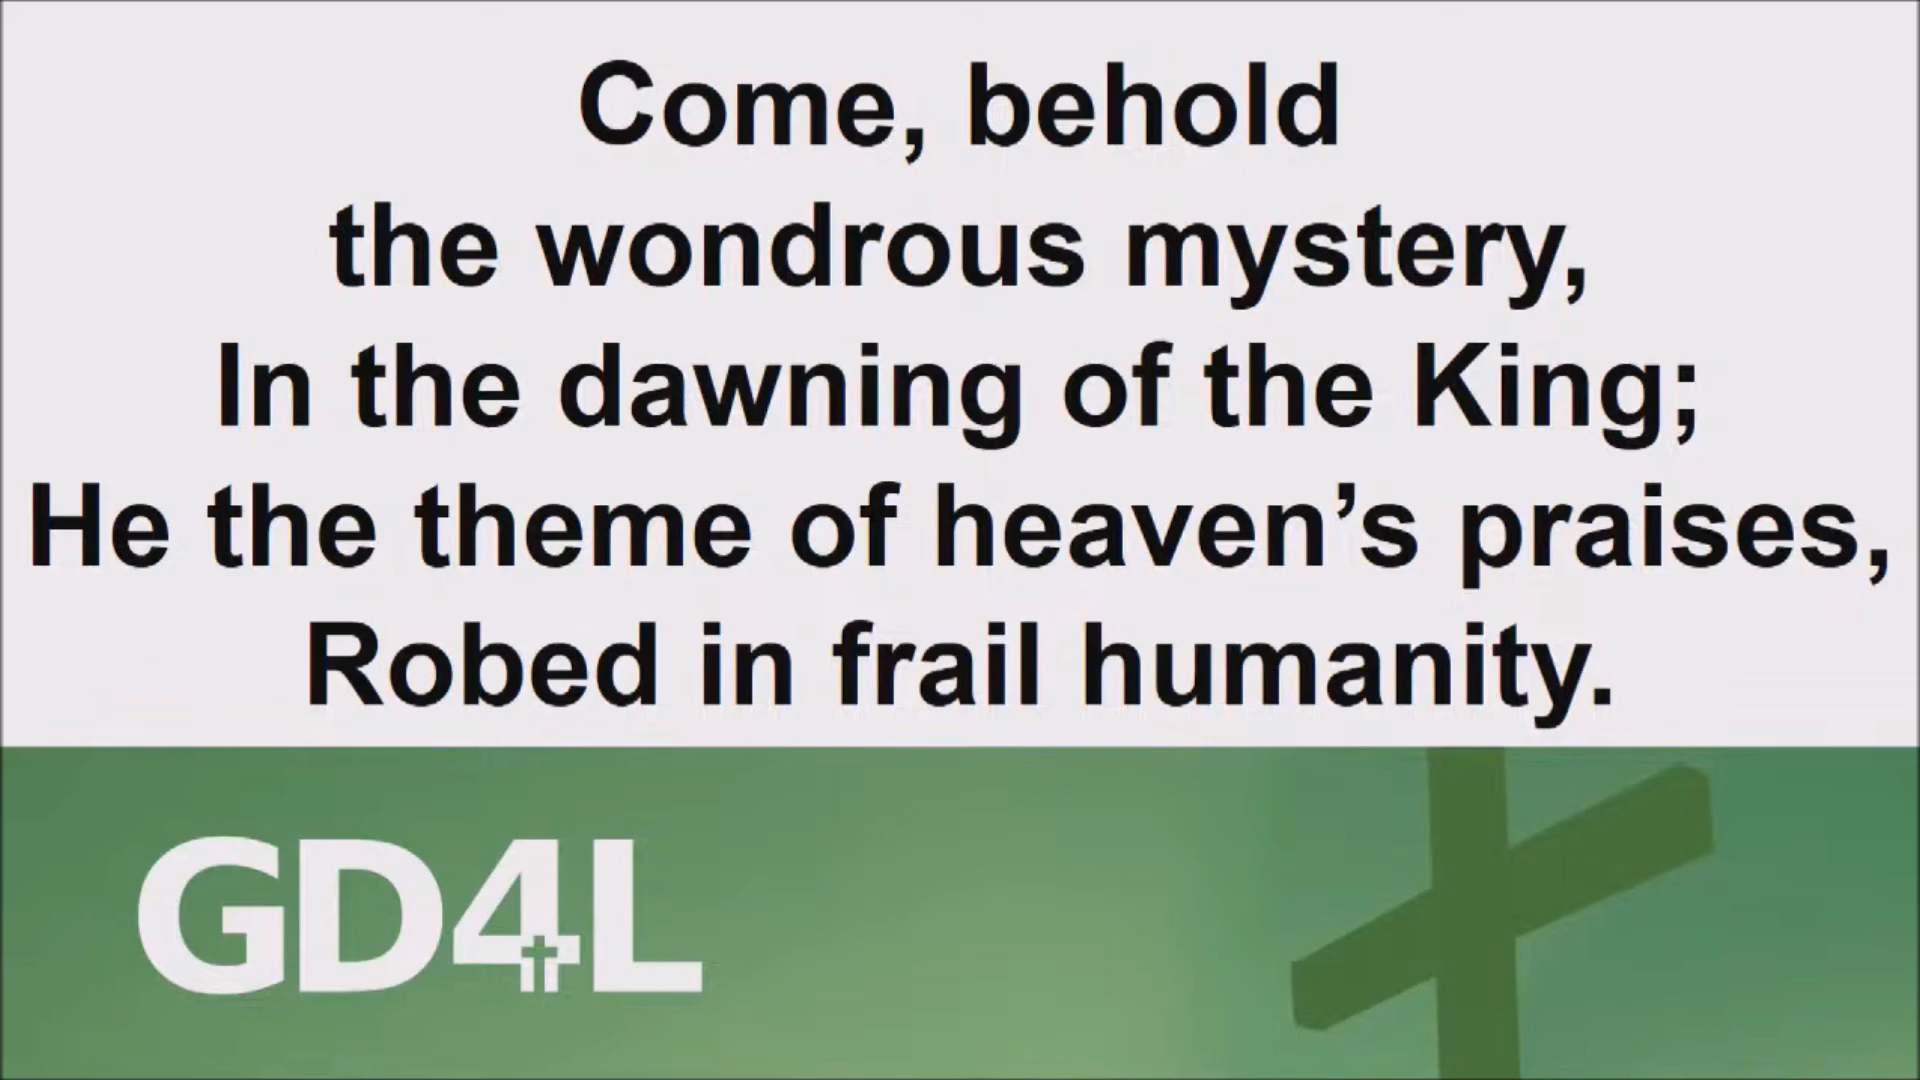 Come, behold
the wondrous mystery,
In the dawning of the King;
He the theme of heaven’s praises,
Robed in frail humanity.
GD4L